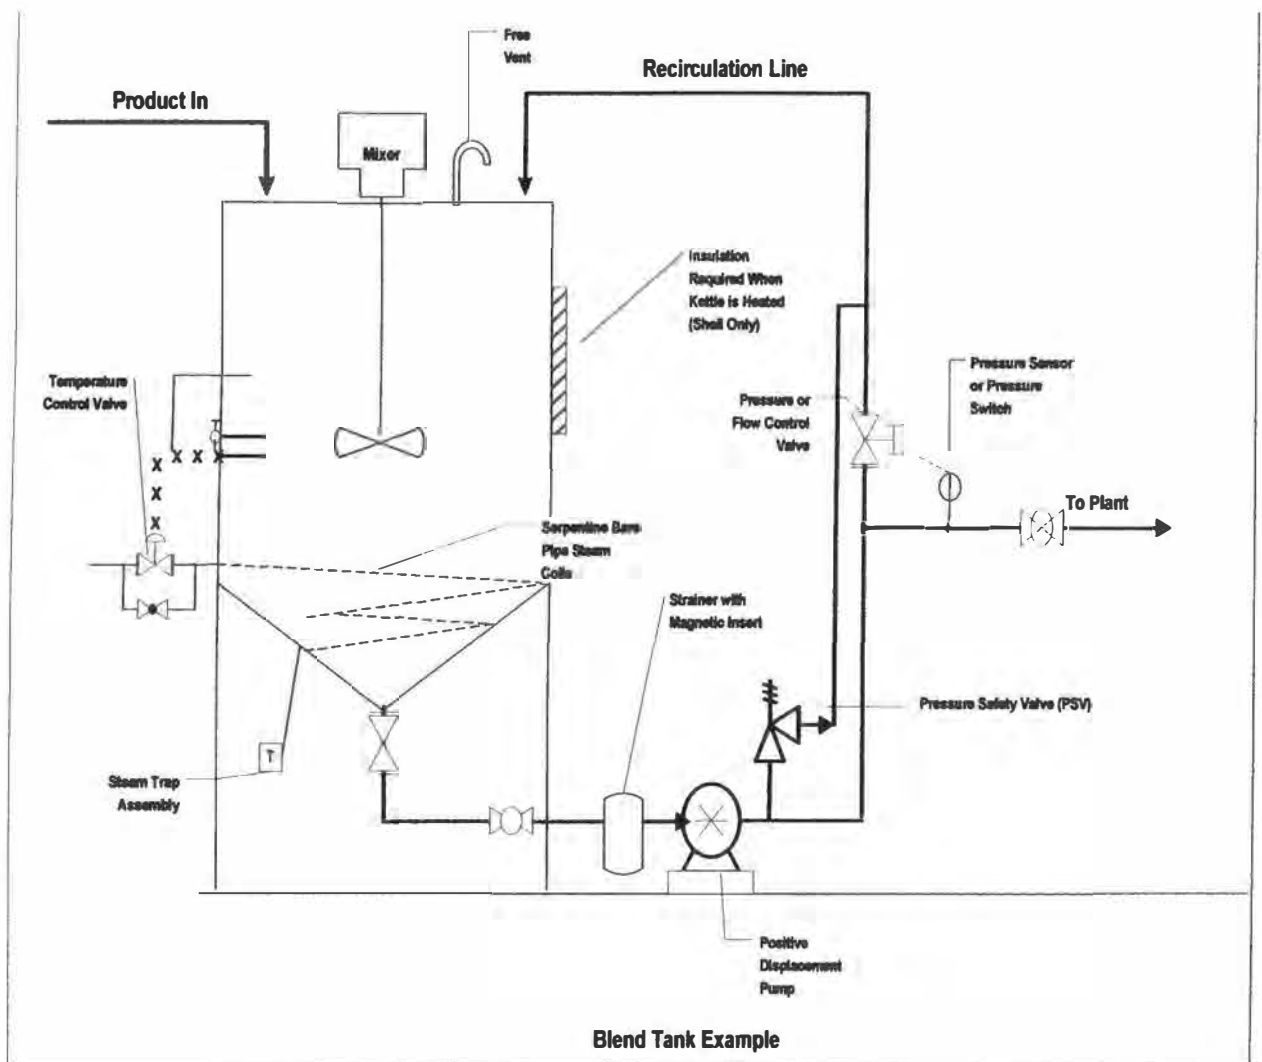 Free
Vent
Recirculation Line
Product In
Mixer
Insulation
Required When
Kettle is Heated
(Shell Only)
Temperature
Control Valve
Pressure Sensor
or Pressure
Switch
Pressure or
Flow Control
Valve
T
X X X
X
X
X
To Plant
Serpentine Bare
Pipe Steam
Coils
Strainer with
Magnetic Insert
Pressure Safety Valve (PSV)
T
Steam Trap
Assembly
Positive
Displacement
Pump
Blend Tank Example